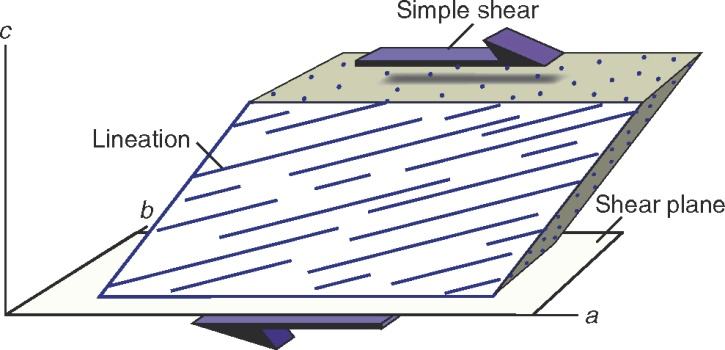 Simple shear
c
Lineation
b
Shear plane
a